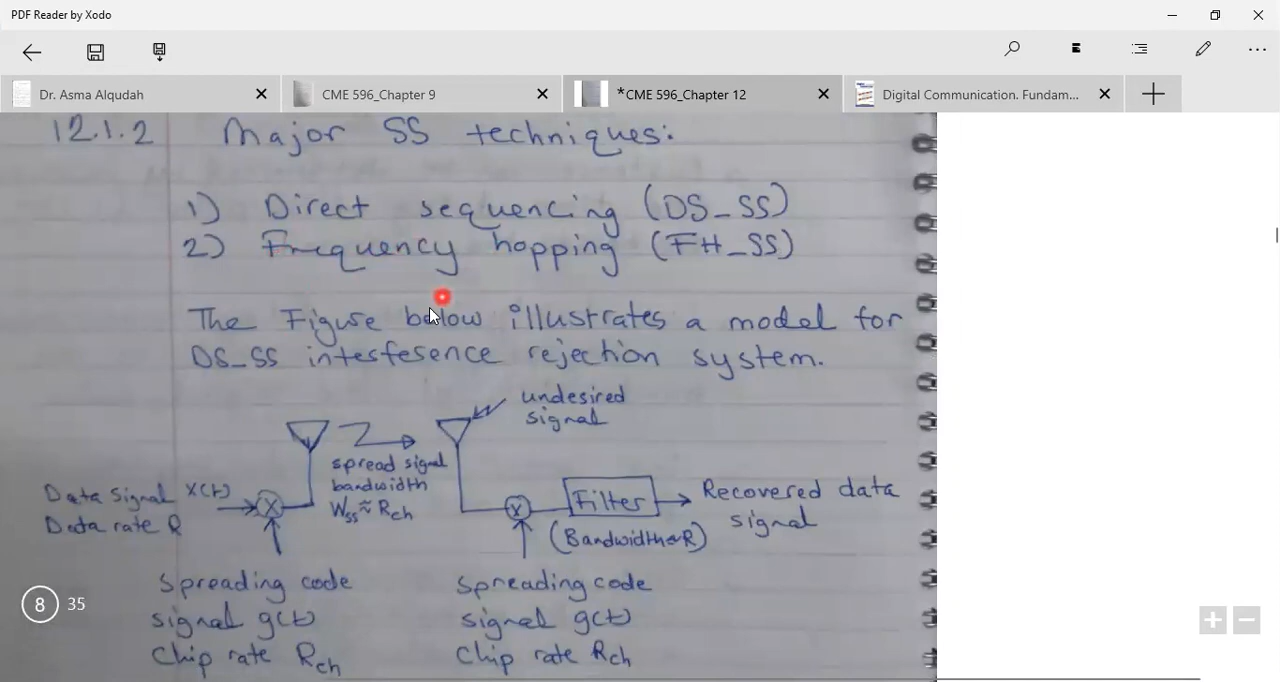 PDF Reader by Xodo
Dr. Asma Alqudah
CME 596_Chapter 9
*CME 596_Chapter 12
Digital Communication. Fundam...
12.1.2 Major SS techniques:
1) Direct sequencing (DS_SS)
2) Frequency hopping (FH_SS)
The Figure below illustrates a model for
DS_SS intesfesence rejection system.
undesired
signal
spread signal
bandwidth
Wss ≈ Rch
Data signal x(t)
Data rate R
X
X
Filter
(Bandwidth≈R)
Recovered data
signal
Spreading code
signal g(t)
Chip rate Rch
Spreading code
signal g(t)
Chip rate Rch
8 35